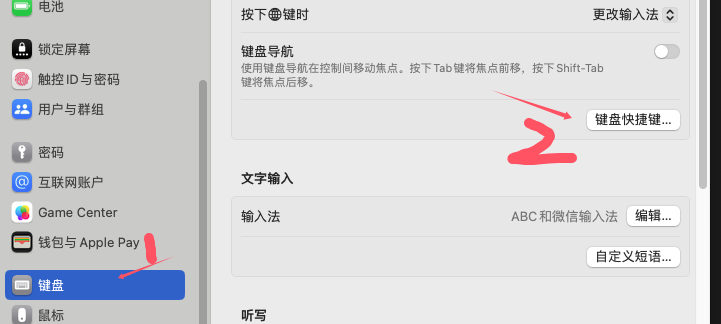 电池
锁定屏幕
触控 ID 与密码
用户与群组
密码
互联网账户
Game Center
钱包与 Apple Pay
键盘
鼠标
1
按下🌐键时
更改输入法
键盘导航
使用键盘导航在控制间移动焦点。按下 Tab 键将焦点前移，按下 Shift-Tab
键将焦点后移。
键盘快捷键...
2
文字输入
输入法
ABC 和微信输入法
编辑...
自定义短语...
听写